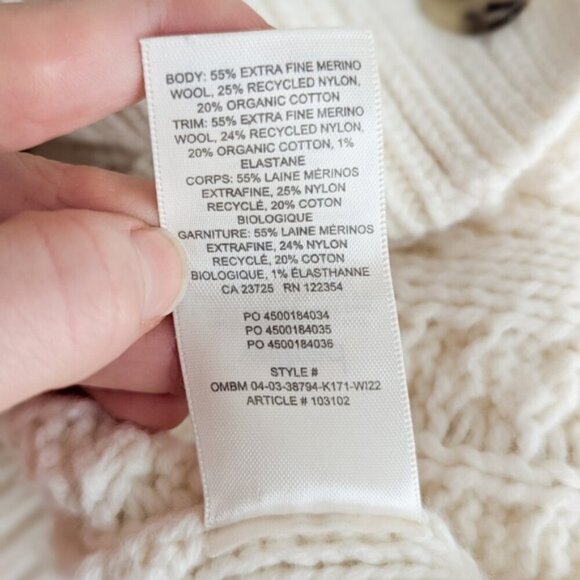 BODY: 55% EXTRA FINE MERINO
WOOL, 25% RECYCLED NYLON,
20% ORGANIC COTTON
TRIM: 55% EXTRA FINE MERINO
WOOL, 24% RECYCLED NYLON,
20% ORGANIC COTTON, 1%
ELASTANE
CORPS: 55% LAINE MÉRINOS
EXTRAFINE, 25% NYLON
RECYCLÉ, 20% COTON
BIOLOGIQUE
GARNITURE: 55% LAINE MÉRINOS
EXTRAFINE, 24% NYLON
RECYCLÉ, 20% COTON
BIOLOGIQUE, 1% ÉLASTHANNE
CA 23725 RN 122354
PO 4500184034
PO 4500184035
PO 4500184036
STYLE #
OMBM 04-03-38794-K171-WI22
ARTICLE # 103102